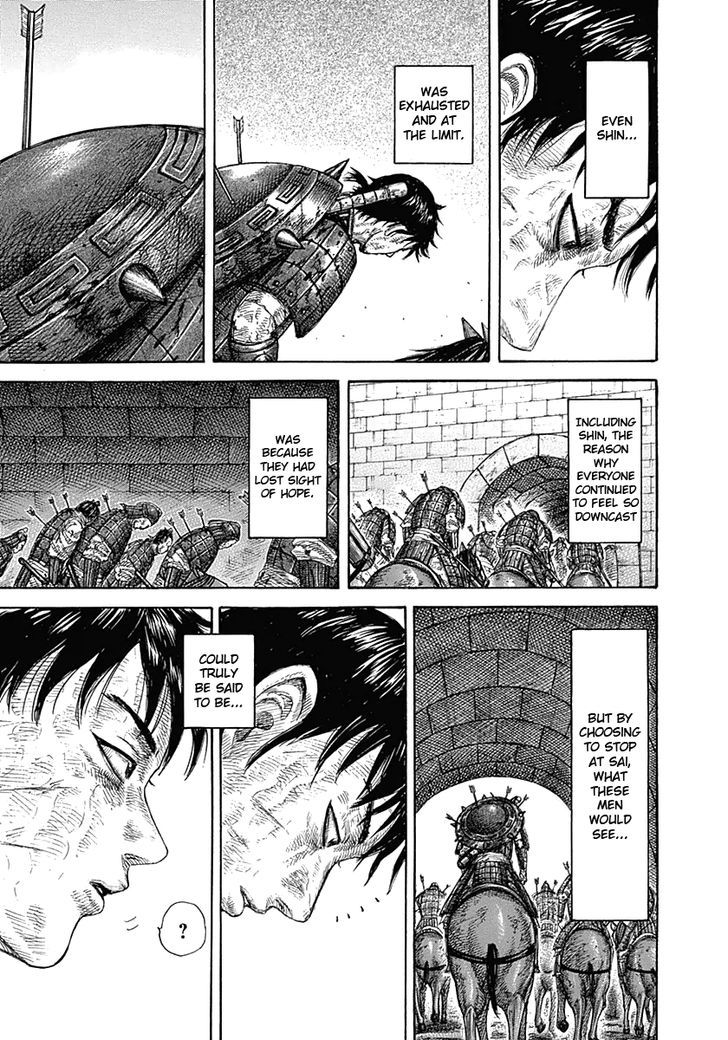 EVEN
SHIN...
WAS
EXHAUSTED
AND AT
THE LIMIT.
INCLUDING
SHIN, THE
REASON
WHY
EVERYONE
CONTINUED
TO FEEL SO
DOWNCAST
WAS
BECAUSE
THEY HAD
LOST SIGHT
OF HOPE.
BUT BY
CHOOSING
TO STOP
AT SAI,
WHAT
THESE
MEN
WOULD
SEE...
COULD
TRULY
BE SAID
TO BE...
?